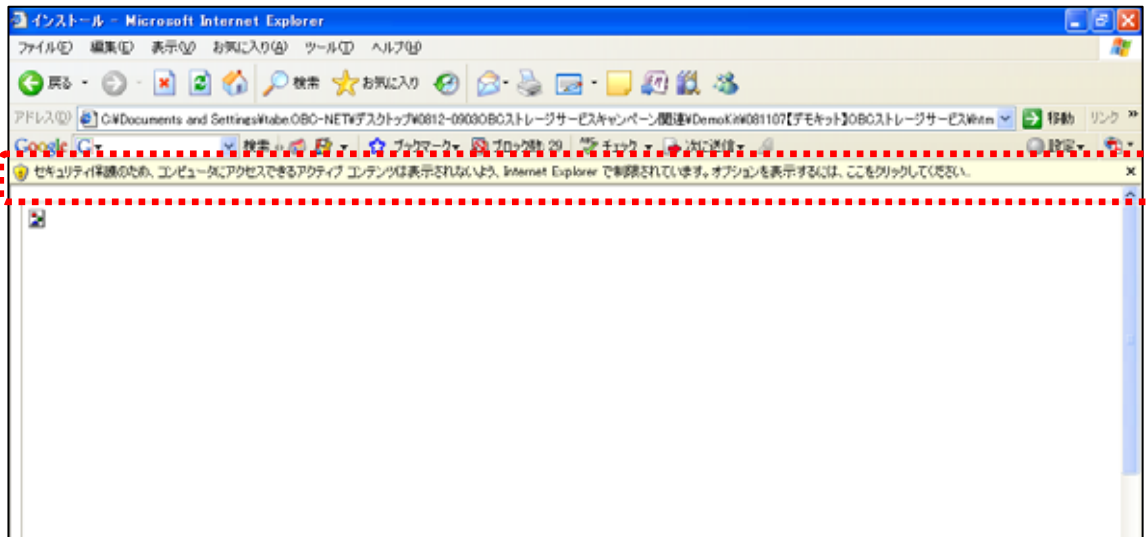 インストール - Microsoft Internet Explorer
ファイル(F) 編集(E) 表示(V) お気に入り(A) ツール(T) ヘルプ(H)
戻る 検索 お気に入り
アドレス(D) C:¥Documents and Settings¥tabe.OBC-NET¥デスクトップ¥0812-0903OBCストレージサービスキャンペーン関連¥DemoKit¥081107【デモキット】OBCストレージサービス¥htm 移動 リンク »
Google G 検索 ブックマーク ブロック数: 29 チェック 次に送信 設定
セキュリティ保護のため、コンピュータにアクセスできるアクティブ コンテンツは表示されないよう、Internet Explorer で制限されています。オプションを表示するには、ここをクリックしてください.